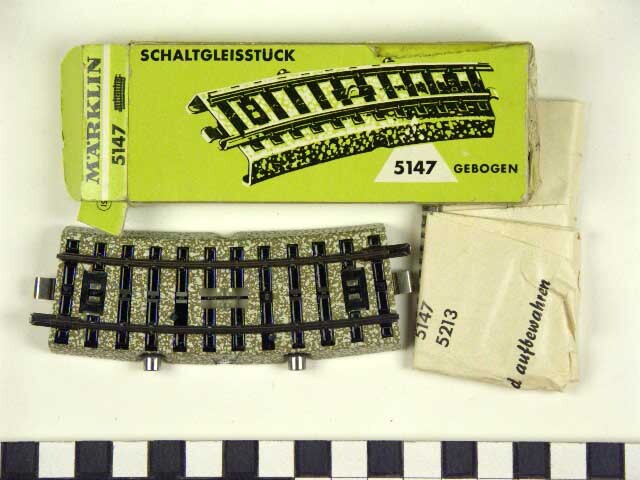 SCHALTGLEISSTÜCK
MÄRKLIN
5147
5147 GEBOGEN
5147
5213
d aufbewahren